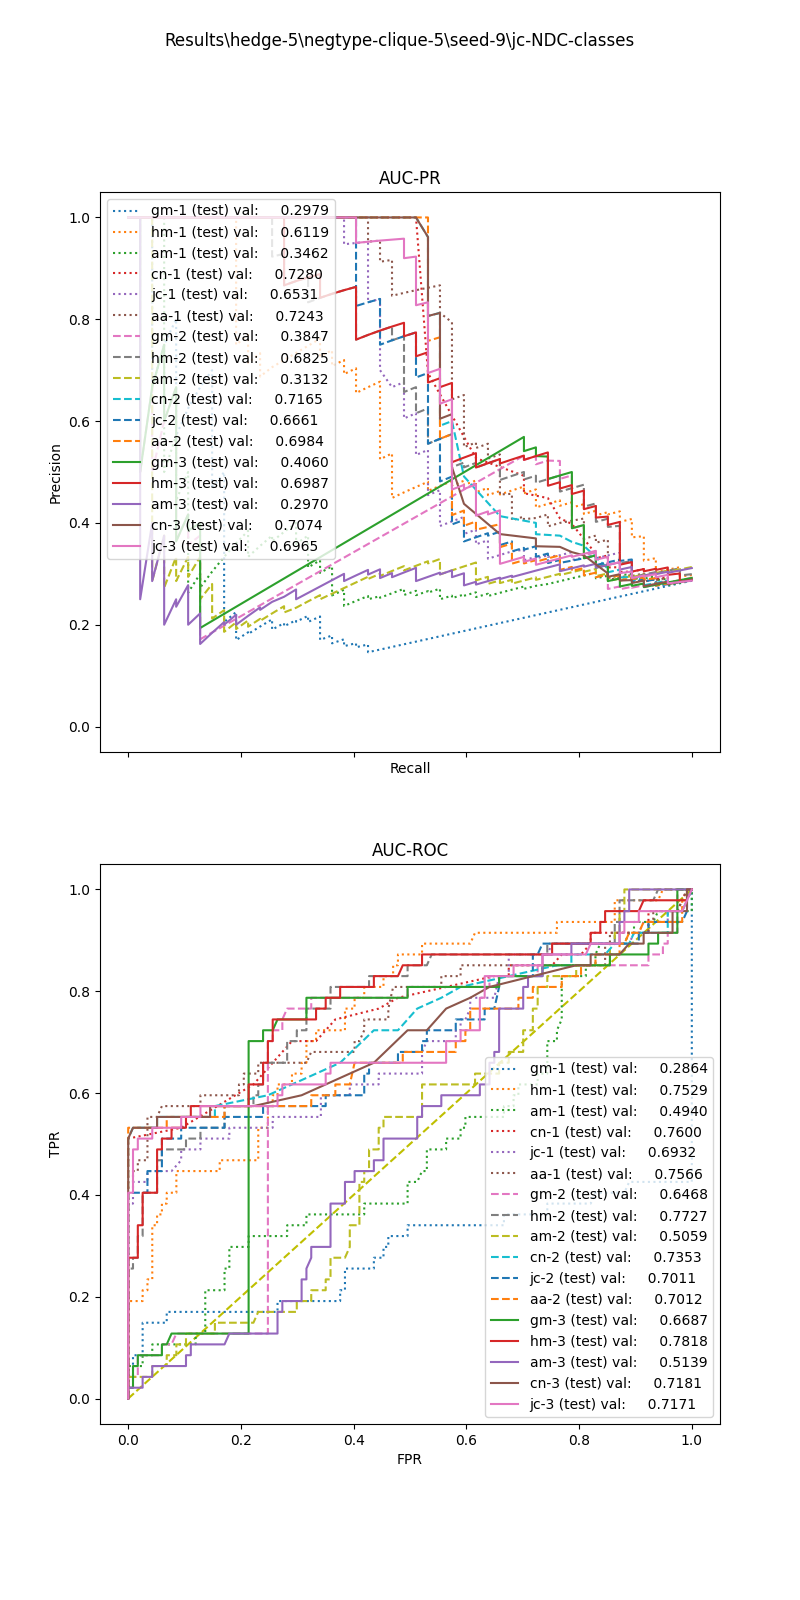 Results\hedge-5\negtype-clique-5\seed-9\jc-NDC-classes
AUC-PR
1.0
0.8
0.6
0.4
0.2
0.0
Precision
Recall
gm-1 (test) val: 0.2979
hm-1 (test) val: 0.6119
am-1 (test) val: 0.3462
cn-1 (test) val: 0.7280
jc-1 (test) val: 0.6531
aa-1 (test) val: 0.7243
gm-2 (test) val: 0.3847
hm-2 (test) val: 0.6825
am-2 (test) val: 0.3132
cn-2 (test) val: 0.7165
jc-2 (test) val: 0.6661
aa-2 (test) val: 0.6984
gm-3 (test) val: 0.4060
hm-3 (test) val: 0.6987
am-3 (test) val: 0.2970
cn-3 (test) val: 0.7074
jc-3 (test) val: 0.6965
AUC-ROC
1.0
0.8
0.6
0.4
0.2
0.0
TPR
gm-1 (test) val: 0.2864
hm-1 (test) val: 0.7529
am-1 (test) val: 0.4940
cn-1 (test) val: 0.7600
jc-1 (test) val: 0.6932
aa-1 (test) val: 0.7566
gm-2 (test) val: 0.6468
hm-2 (test) val: 0.7727
am-2 (test) val: 0.5059
cn-2 (test) val: 0.7353
jc-2 (test) val: 0.7011
aa-2 (test) val: 0.7012
gm-3 (test) val: 0.6687
hm-3 (test) val: 0.7818
am-3 (test) val: 0.5139
cn-3 (test) val: 0.7181
jc-3 (test) val: 0.7171
0.0 0.2 0.4 0.6 0.8 1.0
FPR